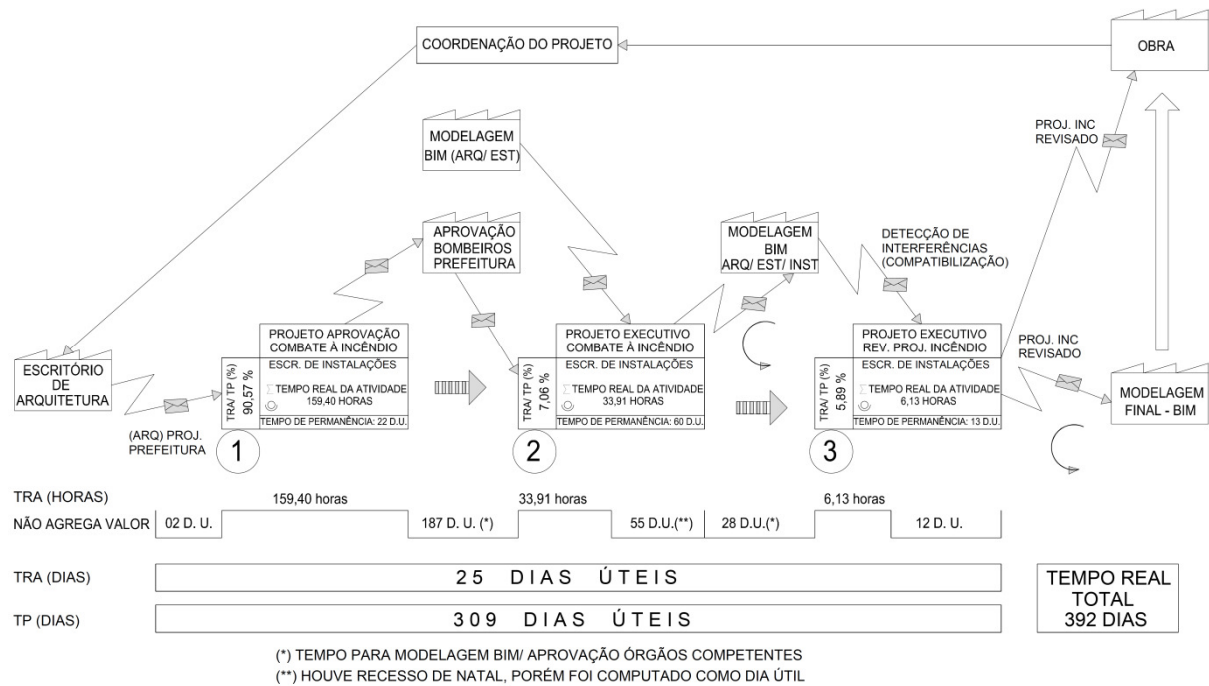 COORDENAÇÃO DO PROJETO
OBRA
MODELAGEM
BIM (ARQ/ EST)
PROJ. INC
REVISADO
APROVAÇÃO
BOMBEIROS
PREFEITURA
MODELAGEM
BIM
ARQ/ EST/ INST
DETECÇÃO DE
INTERFERÊNCIAS
(COMPATIBILIZAÇÃO)
ESCRITÓRIO
DE
ARQUITETURA
(ARQ) PROJ.
PREFEITURA
PROJETO APROVAÇÃO
COMBATE À INCÊNDIO
ESCR. DE INSTALAÇÕES
TRA/ TP (%)
90,57 %
∑ TEMPO REAL DA ATIVIDADE
159,40 HORAS
TEMPO DE PERMANÊNCIA: 22 D.U.
1
PROJETO EXECUTIVO
COMBATE À INCÊNDIO
ESCR. DE INSTALAÇÕES
TRA/ TP (%)
7,06 %
∑ TEMPO REAL DA ATIVIDADE
33,91 HORAS
TEMPO DE PERMANÊNCIA: 60 D.U.
2
PROJETO EXECUTIVO
REV. PROJ. INCÊNDIO
ESCR. DE INSTALAÇÕES
TRA/ TP (%)
5,89 %
∑ TEMPO REAL DA ATIVIDADE
6,13 HORAS
TEMPO DE PERMANÊNCIA: 13 D.U.
3
PROJ. INC
REVISADO
MODELAGEM
FINAL - BIM
TRA (HORAS) 159,40 horas 33,91 horas 6,13 horas
NÃO AGREGA VALOR 02 D. U. 187 D. U. (*) 55 D.U.(**) 28 D.U.(*) 12 D. U.
TRA (DIAS) 25 DIAS ÚTEIS
TP (DIAS) 309 DIAS ÚTEIS
TEMPO REAL
TOTAL
392 DIAS
(*) TEMPO PARA MODELAGEM BIM/ APROVAÇÃO ÓRGÃOS COMPETENTES
(**) HOUVE RECESSO DE NATAL, PORÉM FOI COMPUTADO COMO DIA ÚTIL